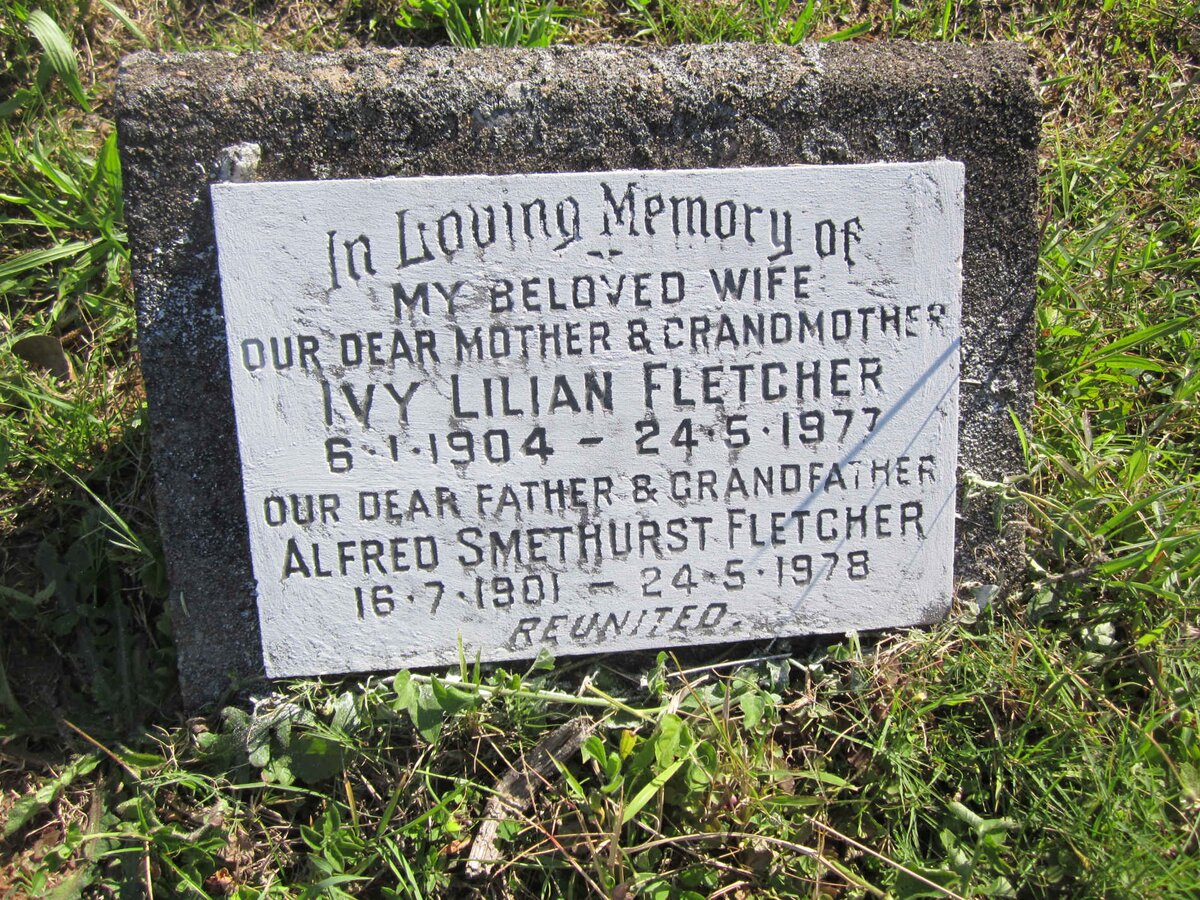 In Loving Memory of
MY BELOVED WIFE
OUR DEAR MOTHER & GRANDMOTHER
IVY LILIAN FLETCHER
6·1·1904 - 24·5·1977
OUR DEAR FATHER & GRANDFATHER
ALFRED SMETHURST FLETCHER
16·7·1901 - 24·5·1978
REUNITED.